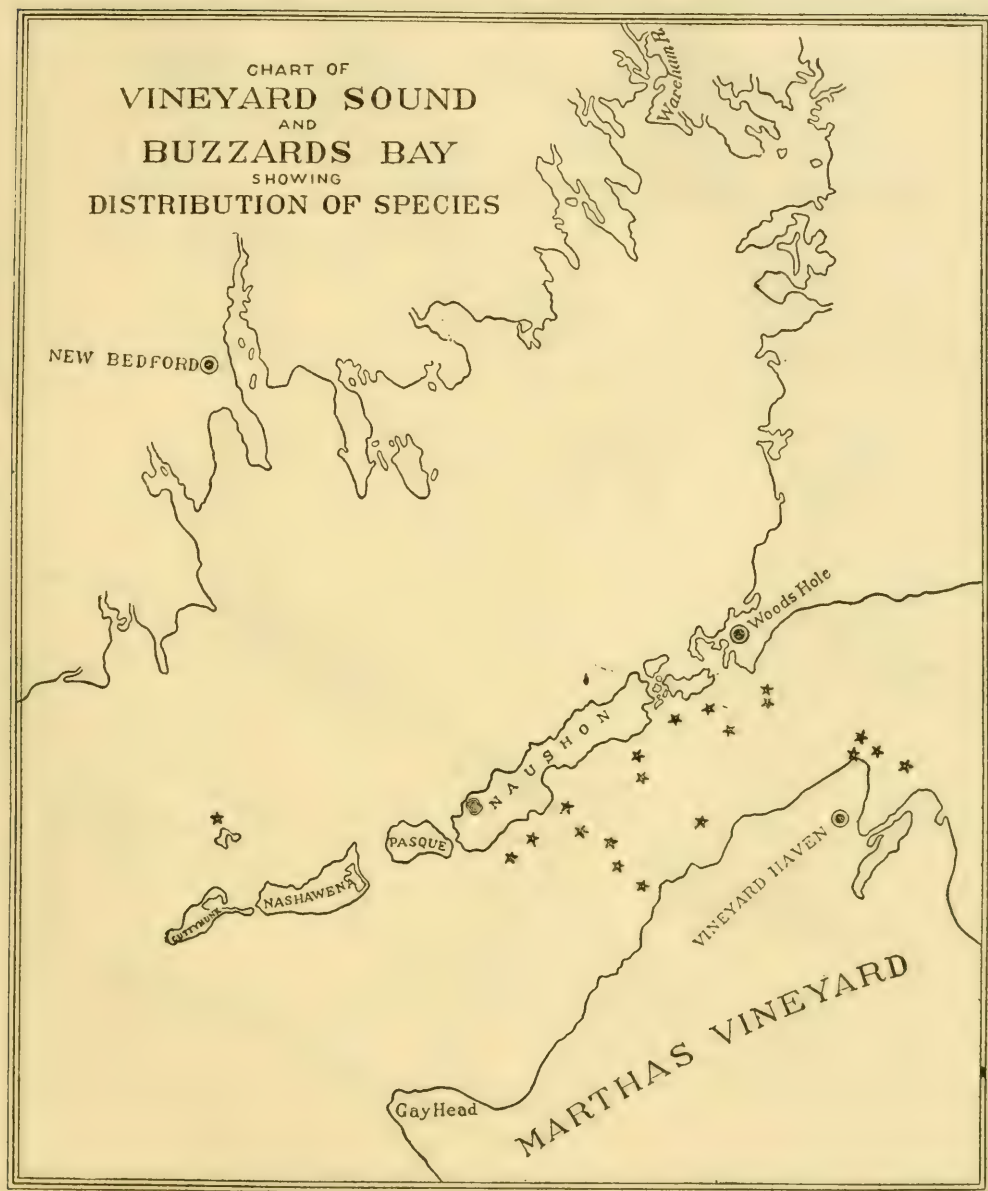 CHART OF
VINEYARD SOUND
AND
BUZZARDS BAY
SHOWING
DISTRIBUTION OF SPECIES
Wareham R.
NEW BEDFORD
Woods Hole
NAUSHON
PASQUE
NASHAWENA
CUTTYHUNK
VINEYARD HAVEN
MARTHAS VINEYARD
Gay Head